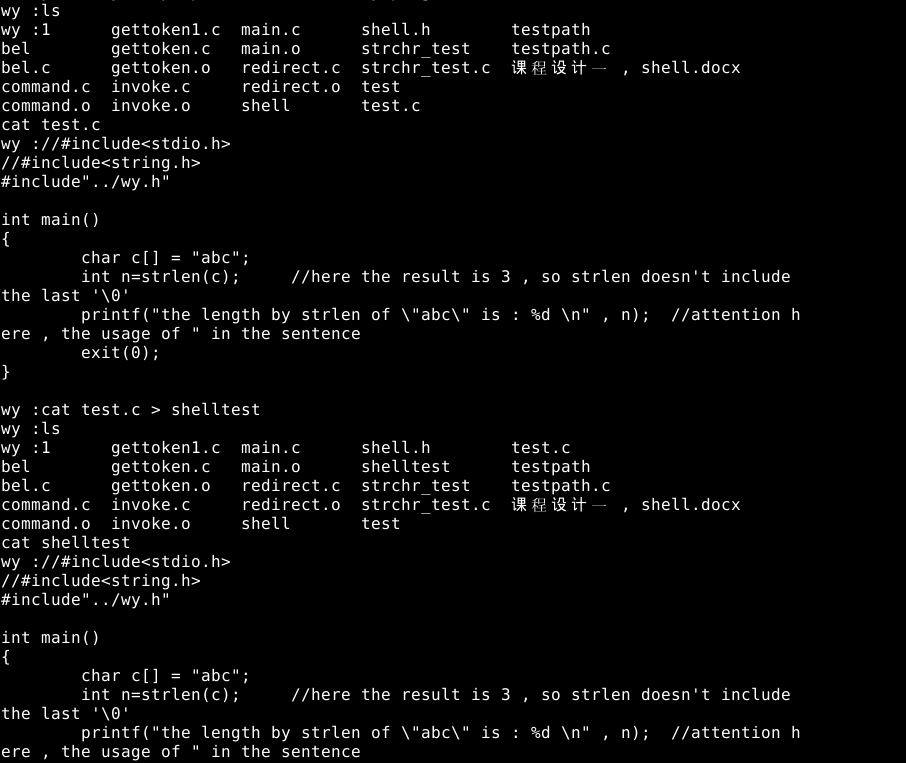 wy :ls
wy :1      gettoken1.c  main.c      shell.h        testpath
bel        gettoken.c   main.o      strchr_test    testpath.c
bel.c      gettoken.o   redirect.c  strchr_test.c  课程设计一 , shell.docx
command.c  invoke.c     redirect.o  test
command.o  invoke.o     shell       test.c
cat test.c
wy ://#include<stdio.h>
//#include<string.h>
#include"../wy.h"

int main()
{
        char c[] = "abc";
        int n=strlen(c);     //here the result is 3 , so strlen doesn't include
the last '\0'
        printf("the length by strlen of \"abc\" is : %d \n" , n);  //attention h
ere , the usage of " in the sentence
        exit(0);
}

wy :cat test.c > shelltest
wy :ls
wy :1      gettoken1.c  main.c      shell.h        test.c
bel        gettoken.c   main.o      shelltest      testpath
bel.c      gettoken.o   redirect.c  strchr_test    testpath.c
command.c  invoke.c     redirect.o  strchr_test.c  课程设计一 , shell.docx
command.o  invoke.o     shell       test
cat shelltest
wy ://#include<stdio.h>
//#include<string.h>
#include"../wy.h"

int main()
{
        char c[] = "abc";
        int n=strlen(c);     //here the result is 3 , so strlen doesn't include
the last '\0'
        printf("the length by strlen of \"abc\" is : %d \n" , n);  //attention h
ere , the usage of " in the sentence